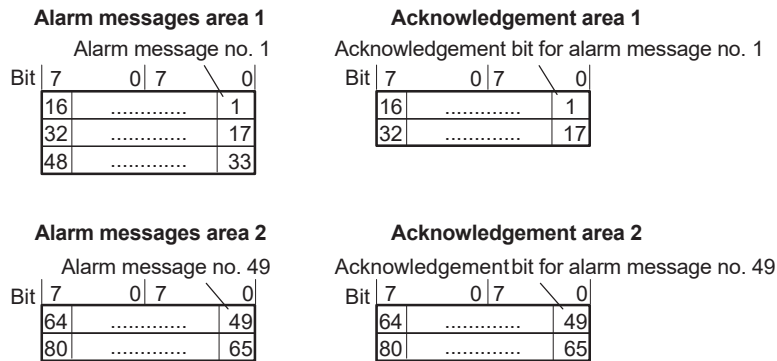 Alarm messages area 1 Acknowledgement area 1
Alarm message no. 1 Acknowledgement bit for alarm message no. 1
Bit 7 0 7 0 Bit 7 0 7 0
16 ............. 1 16 ............. 1
32 ............. 17 32 ............. 17
48 ............. 33
Alarm messages area 2 Acknowledgement area 2
Alarm message no. 49 Acknowledgement bit for alarm message no. 49
Bit 7 0 7 0 Bit 7 0 7 0
64 ............. 49 64 ............. 49
80 ............. 65 80 ............. 65